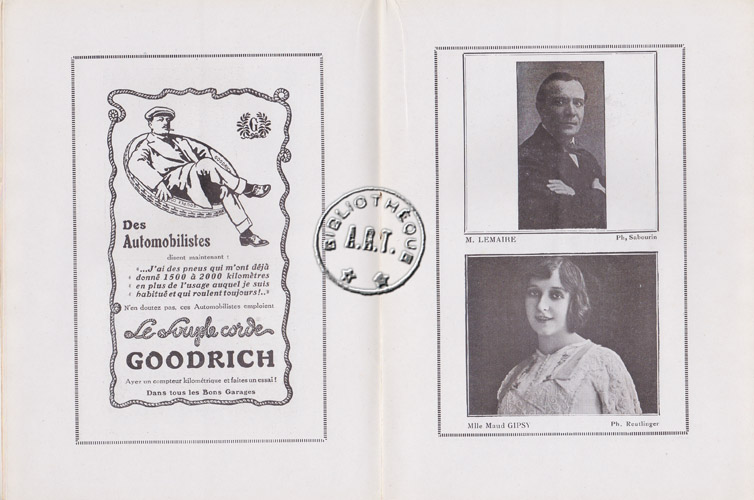 G
Des
Automobilistes
disent maintenant :
"...J'ai des pneus qui m'ont déjà
donné 1500 à 2000 kilomètres
en plus de l'usage auquel je suis
habitué et qui roulent toujours!.."
N'en doutez pas, ces Automobilistes emploient
Le Souple corde
GOODRICH
Ayez un compteur kilométrique et faites un essai !
Dans tous les Bons Garages
BIBLIOTHÈQUE
A.R.T.
M. LEMAIRE
Ph. Sabourin
Mlle Maud GIPSY
Ph. Reutlinger